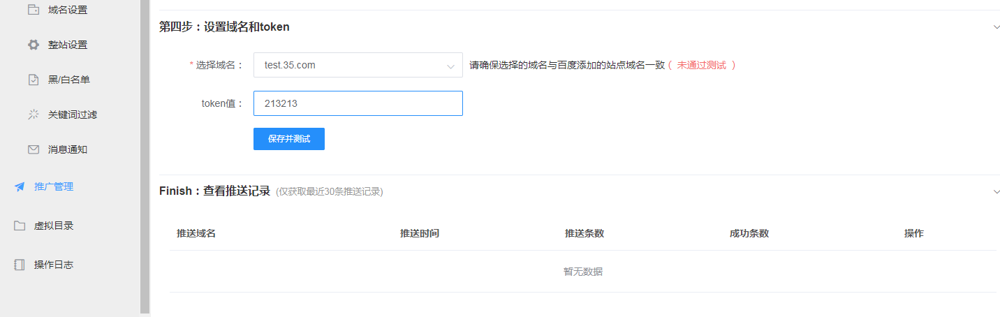 域名设置
整站设置
黑/白名单
关键词过滤
消息通知
推广管理
虚拟目录
操作日志
第四步：设置域名和token
* 选择域名： test.35.com 请确保选择的域名与百度添加的站点域名一致（ 未通过测试 ）
token值： 213213
保存并测试
Finish：查看推送记录 (仅获取最近30条推送记录)
推送域名 推送时间 推送条数 成功条数 操作
暂无数据